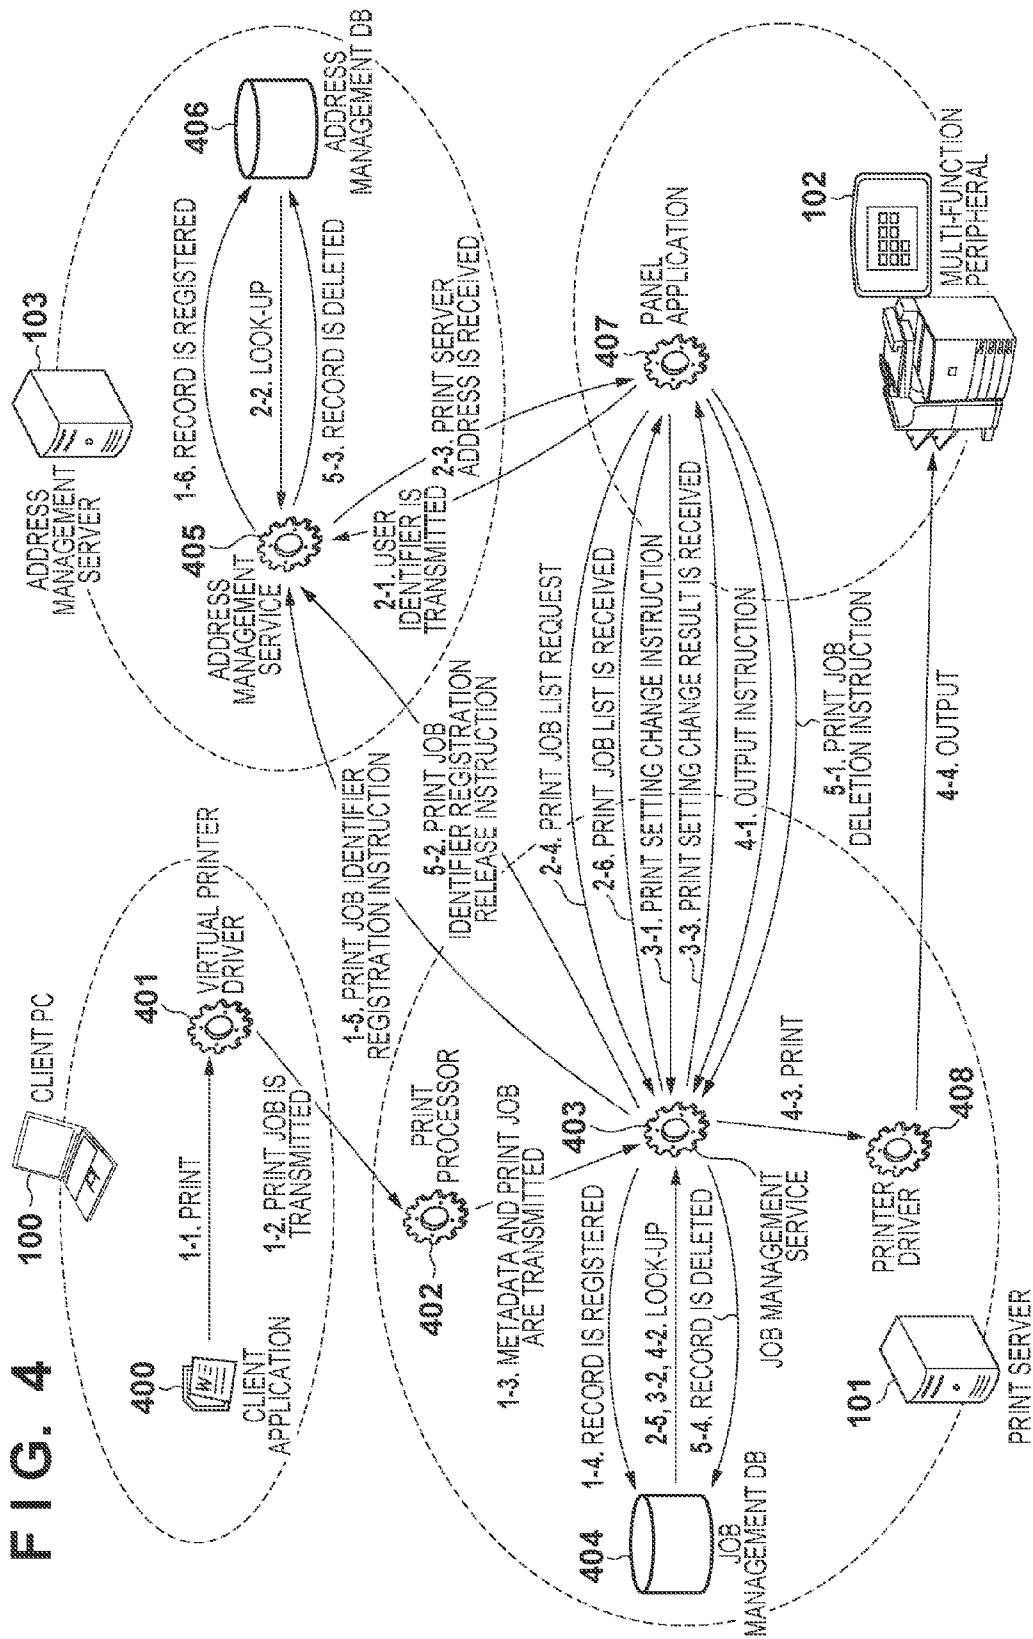 FIG. 4
100
CLIENT PC
400
CLIENT
APPLICATION
1-1. PRINT
401
VIRTUAL PRINTER
DRIVER
1-2. PRINT JOB IS
TRANSMITTED
ADDRESS
MANAGEMENT
SERVER
103
1-6. RECORD IS REGISTERED
406
ADDRESS
MANAGEMENT DB
2-2. LOOK-UP
5-3. RECORD IS DELETED
405
ADDRESS
MANAGEMENT
SERVICE
1-5. PRINT JOB IDENTIFIER
REGISTRATION INSTRUCTION
5-2. PRINT JOB
IDENTIFIER REGISTRATION
RELEASE INSTRUCTION
2-1. USER
IDENTIFIER IS
TRANSMITTED
2-3. PRINT SERVER
ADDRESS IS RECEIVED
402
PRINT
PROCESSOR
1-3. METADATA AND PRINT JOB
ARE TRANSMITTED
403
JOB MANAGEMENT
SERVICE
404
JOB
MANAGEMENT DB
1-4. RECORD IS REGISTERED
2-5, 3-2, 4-2. LOOK-UP
5-4. RECORD IS DELETED
2-4. PRINT JOB LIST REQUEST
2-6. PRINT JOB LIST IS RECEIVED
3-1. PRINT SETTING CHANGE INSTRUCTION
3-3. PRINT SETTING CHANGE RESULT IS RECEIVED
4-1. OUTPUT INSTRUCTION
5-1. PRINT JOB
DELETION INSTRUCTION
407
PANEL
APPLICATION
4-3. PRINT
PRINTER
DRIVER
408
4-4. OUTPUT
102
MULTI-FUNCTION
PERIPHERAL
101
PRINT SERVER
W